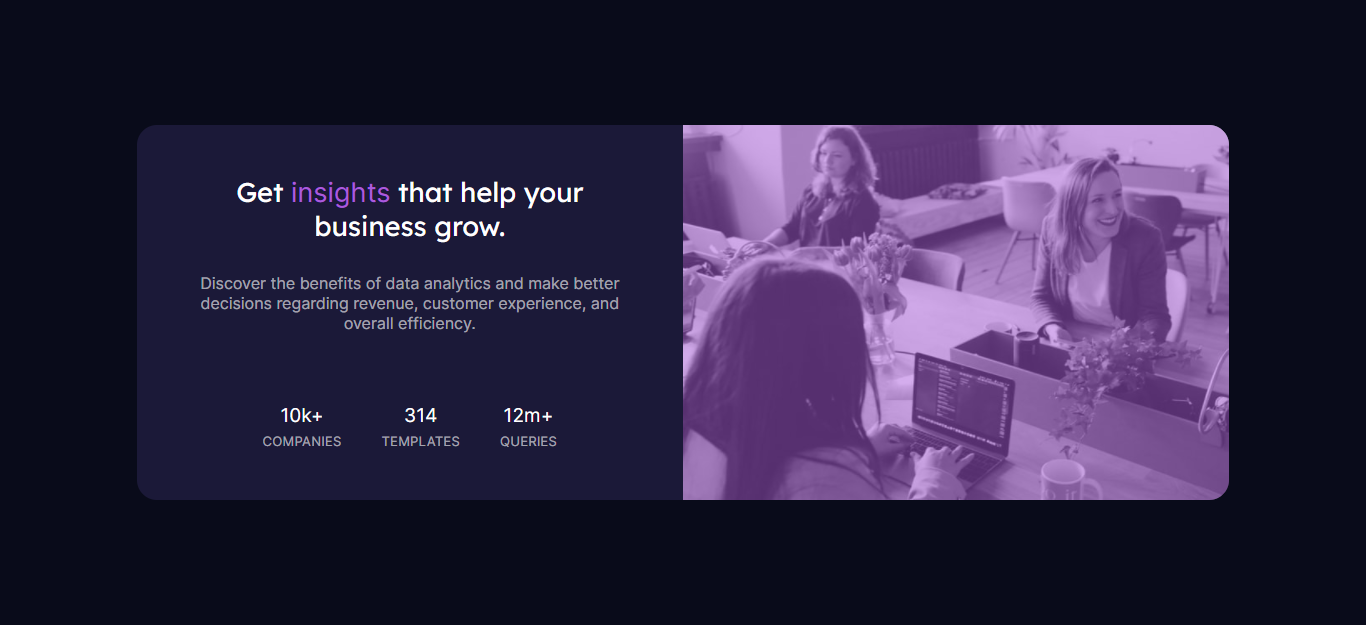 Get insights that help your
business grow.
Discover the benefits of data analytics and make better
decisions regarding revenue, customer experience, and
overall efficiency.
10k+ 314 12m+
COMPANIES TEMPLATES QUERIES